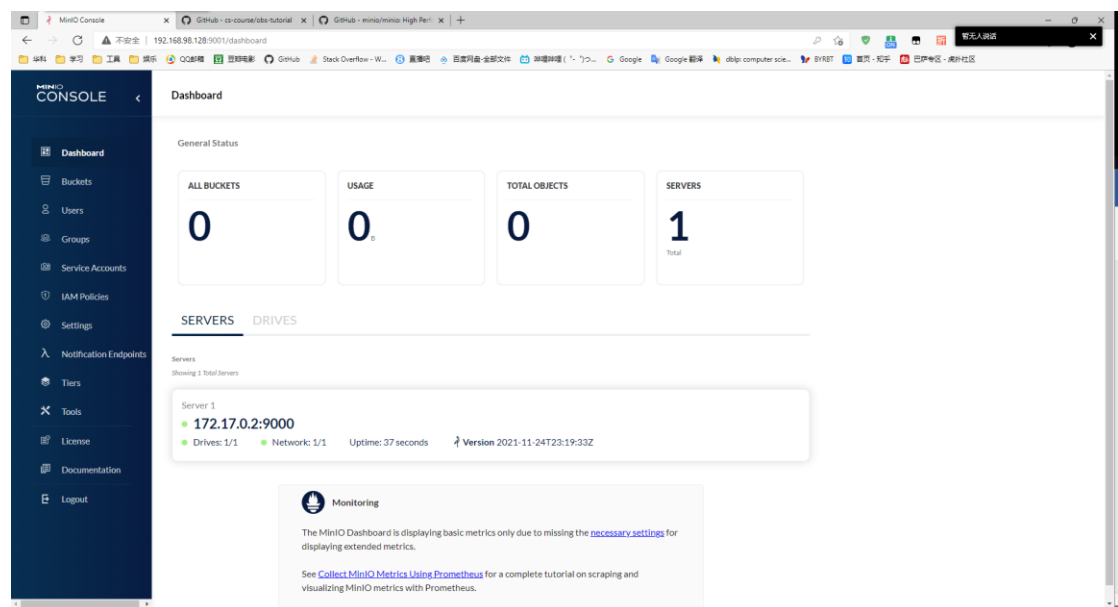 MinIO Console
GitHub - cs-course/obs-tutorial
GitHub - minio/minio: High Perf
不安全
192.168.98.128:9001/dashboard
暂无人说话
学习
工具
娱乐
QQ邮箱
豆瓣电影
GitHub
Stack Overflow - W...
直播吧
百度网盘-全部文件
Google
Google 翻译
dblp: computer scie...
BYRBT
首页 - 知乎
巴萨专区 - 虎扑社区
MINIO
CONSOLE
Dashboard
Dashboard
Buckets
Users
Groups
Service Accounts
IAM Policies
Settings
Notification Endpoints
Tiers
Tools
License
Documentation
Logout
General Status
ALL BUCKETS
0
USAGE
0 B
TOTAL OBJECTS
0
SERVERS
1
Total
SERVERS
DRIVES
Servers
Showing 1 Total Servers
Server 1
172.17.0.2:9000
Drives: 1/1 Network: 1/1 Uptime: 37 seconds Version 2021-11-24T23:19:33Z
Monitoring
The MinIO Dashboard is displaying basic metrics only due to missing the necessary settings for
displaying extended metrics.
See Collect MinIO Metrics Using Prometheus for a complete tutorial on scraping and
visualizing MinIO metrics with Prometheus.